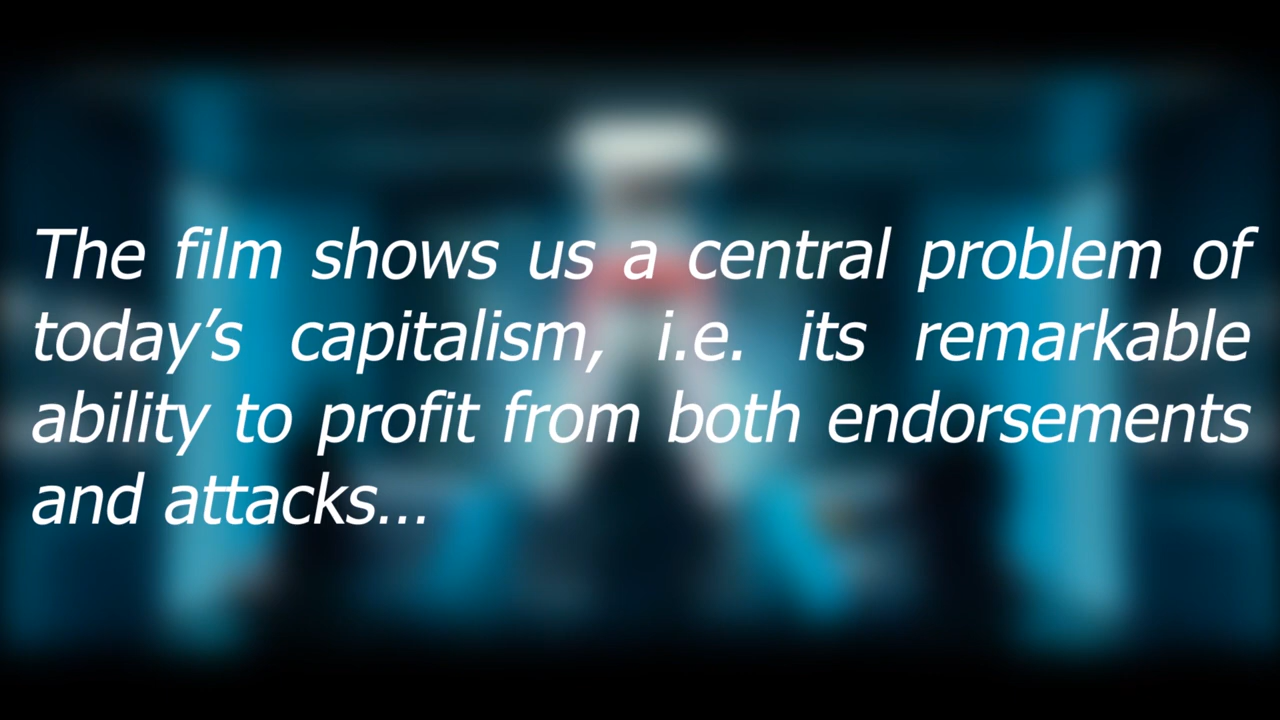 The film shows us a central problem of
today’s capitalism, i.e. its remarkable
ability to profit from both endorsements
and attacks…